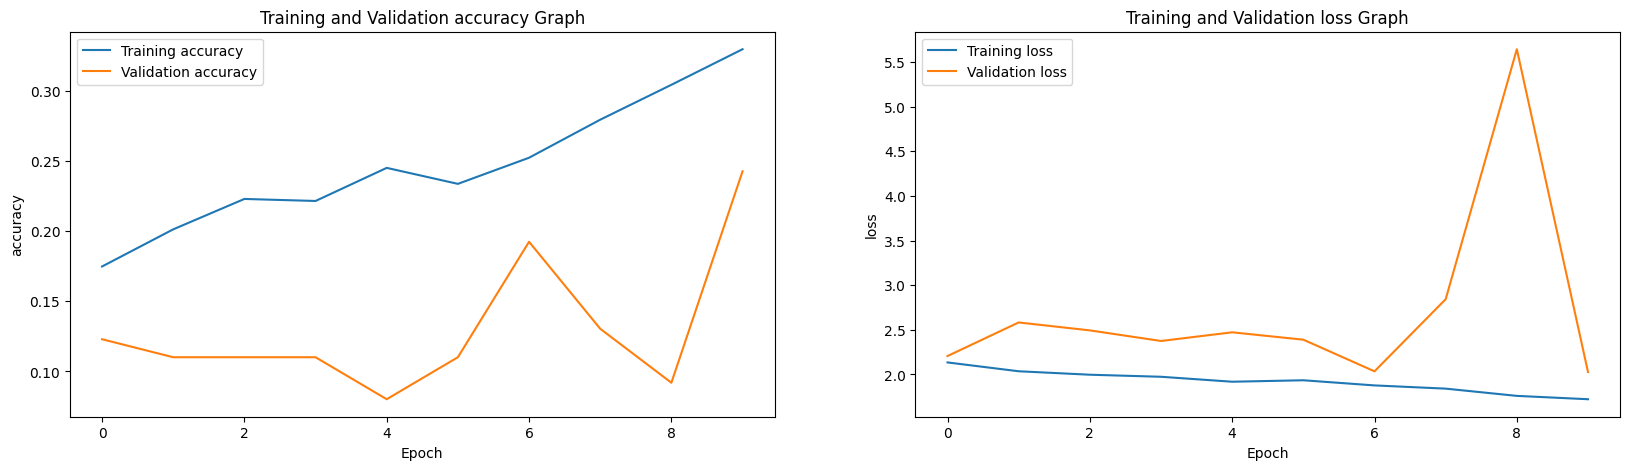 Training and Validation accuracy Graph
Training accuracy
Validation accuracy
0.30
0.25
0.20
0.15
0.10
accuracy
0 2 4 6 8
Epoch
Training and Validation loss Graph
Training loss
Validation loss
5.5
5.0
4.5
4.0
3.5
3.0
2.5
2.0
loss
0 2 4 6 8
Epoch